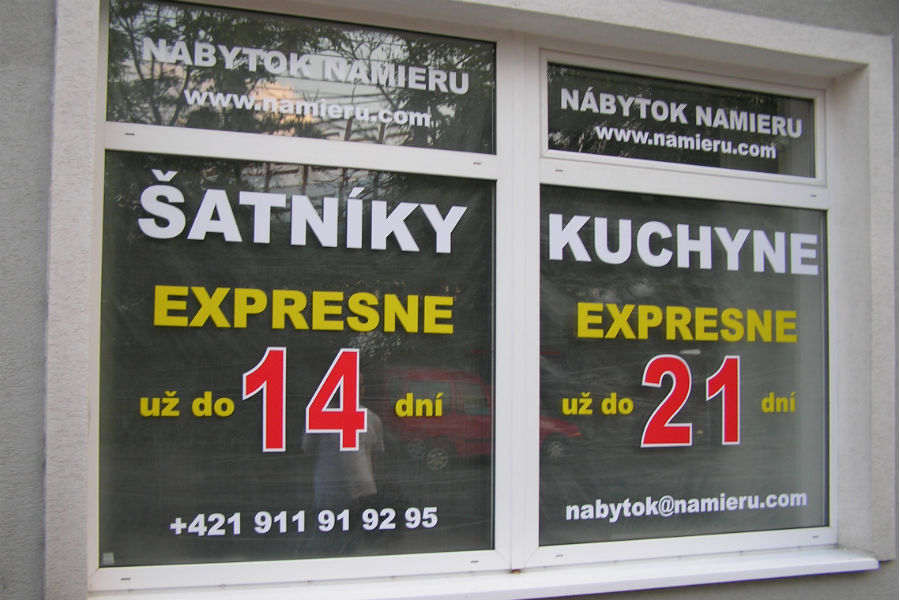 NÁBYTOK NAMIERU
www.namieru.com
ŠATNÍKY
EXPRESNE
už do 14 dní
+421 911 91 92 95
NÁBYTOK NAMIERU
www.namieru.com
KUCHYNE
EXPRESNE
už do 21 dní
nabytok@namieru.com